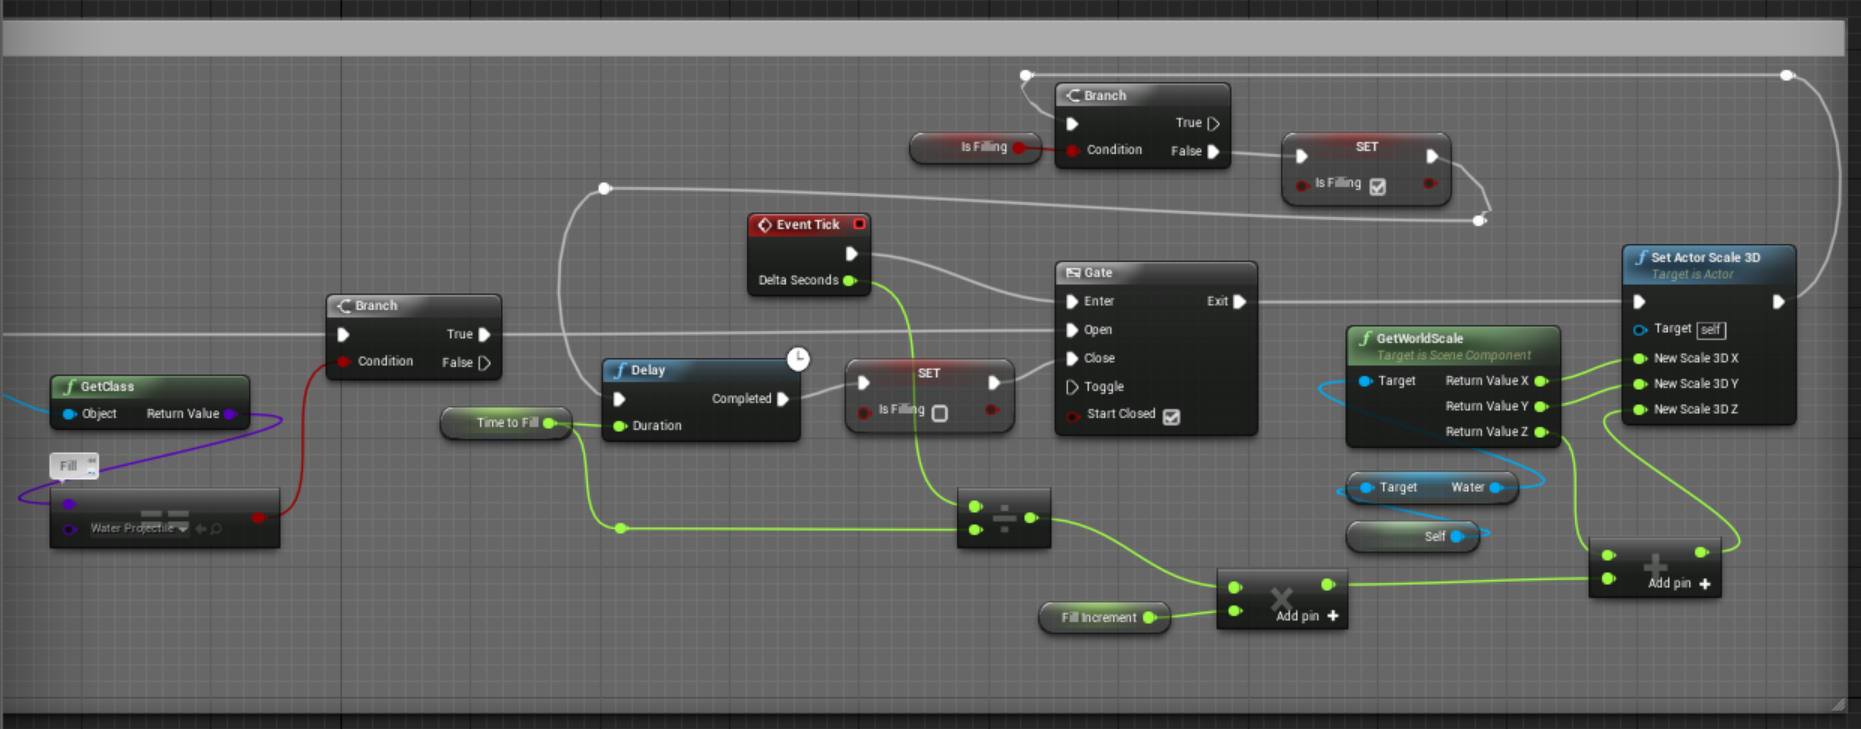 Branch
True
Is Filling
Condition
False
SET
Is Filling
Event Tick
Delta Seconds
Gate
Enter
Exit
Open
Close
Toggle
Start Closed
Set Actor Scale 3D
Target is Actor
Target self
New Scale 3D X
New Scale 3D Y
New Scale 3D Z
Branch
True
Condition
False
GetClass
Object
Return Value
Fill
==
Water Projectile
Time to Fill
Delay
Completed
Duration
SET
Is Filling
GetWorldScale
Target is Scene Component
Target
Return Value X
Return Value Y
Return Value Z
Target
Water
Self
÷
Fill Increment
×
Add pin +
+
Add pin +